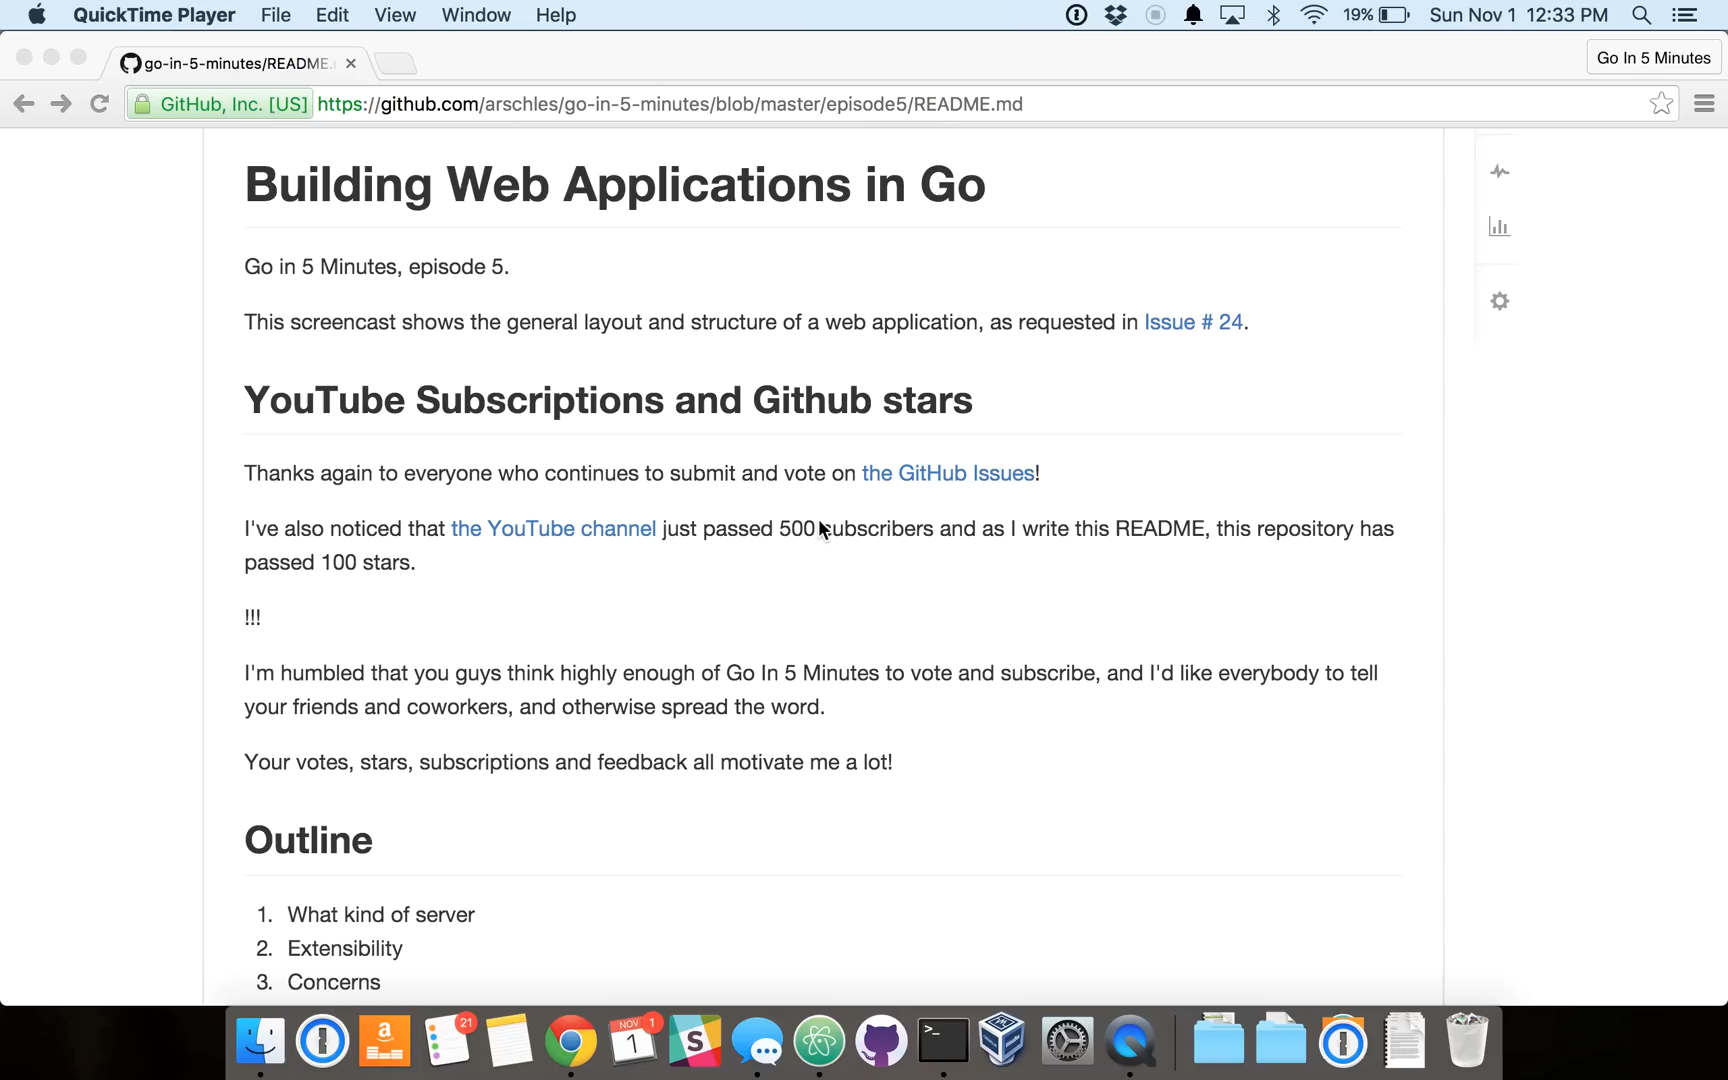 QuickTime Player File Edit View Window Help 19% Sun Nov 1 12:33 PM
go-in-5-minutes/README. Go In 5 Minutes
GitHub, Inc. [US] https://github.com/arschles/go-in-5-minutes/blob/master/episode5/README.md
Building Web Applications in Go
Go in 5 Minutes, episode 5.
This screencast shows the general layout and structure of a web application, as requested in Issue # 24.
YouTube Subscriptions and Github stars
Thanks again to everyone who continues to submit and vote on the GitHub Issues!
I've also noticed that the YouTube channel just passed 500 subscribers and as I write this README, this repository has
passed 100 stars.
!!!
I'm humbled that you guys think highly enough of Go In 5 Minutes to vote and subscribe, and I'd like everybody to tell
your friends and coworkers, and otherwise spread the word.
Your votes, stars, subscriptions and feedback all motivate me a lot!
Outline
1. What kind of server
2. Extensibility
3. Concerns
21
NOV 1
1
a
S
>_